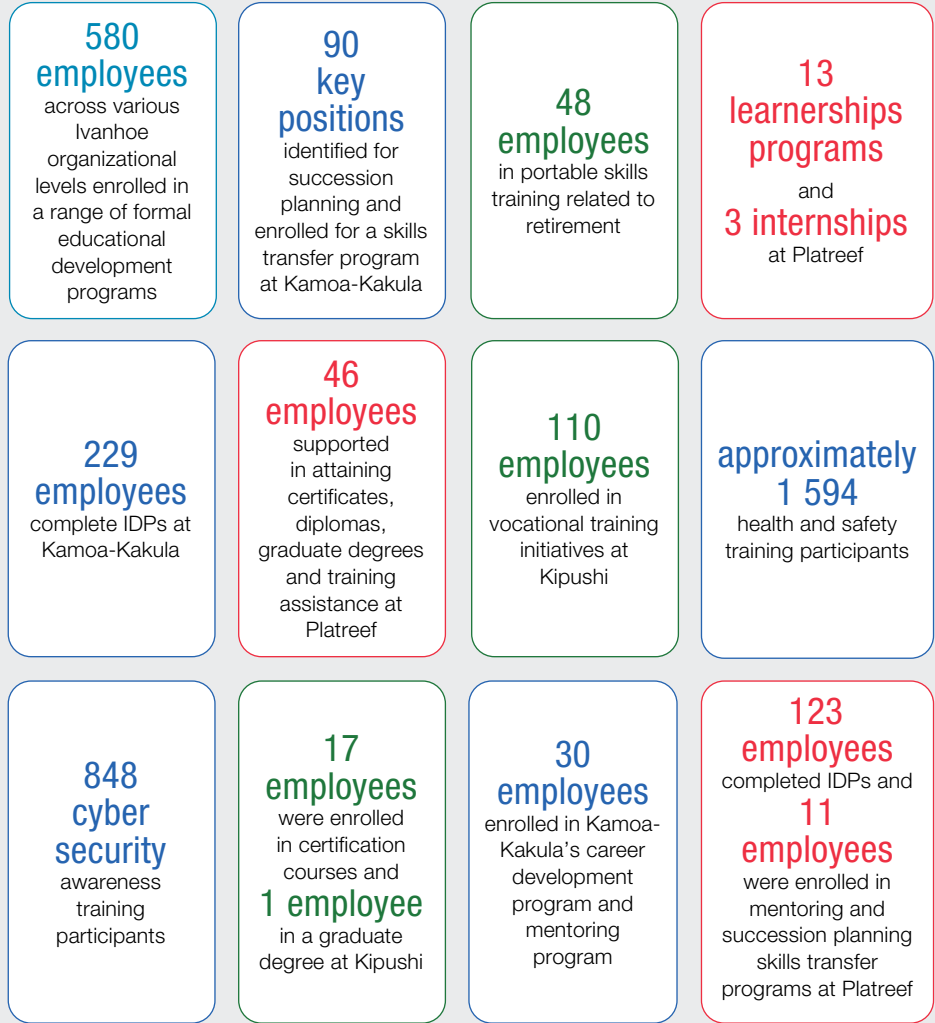 580
employees
across various
Ivanhoe
organizational
levels enrolled in
a range of formal
educational
development
programs
90
key
positions
identified for
succession
planning and
enrolled for a skills
transfer program
at Kamoa-Kakula
48
employees
in portable skills
training related to
retirement
13
learnerships
programs
and
3 internships
at Platreef
229
employees
complete IDPs at
Kamoa-Kakula
46
employees
supported
in attaining
certificates,
diplomas,
graduate degrees
and training
assistance at
Platreef
110
employees
enrolled in
vocational training
initiatives at
Kipushi
approximately
1 594
health and safety
training participants
848
cyber
security
awareness
training
participants
17
employees
were enrolled
in certification
courses and
1 employee
in a graduate
degree at Kipushi
30
employees
enrolled in Kamoa-
Kakula’s career
development
program and
mentoring
program
123
employees
completed IDPs and
11
employees
were enrolled in
mentoring and
succession planning
skills transfer
programs at Platreef